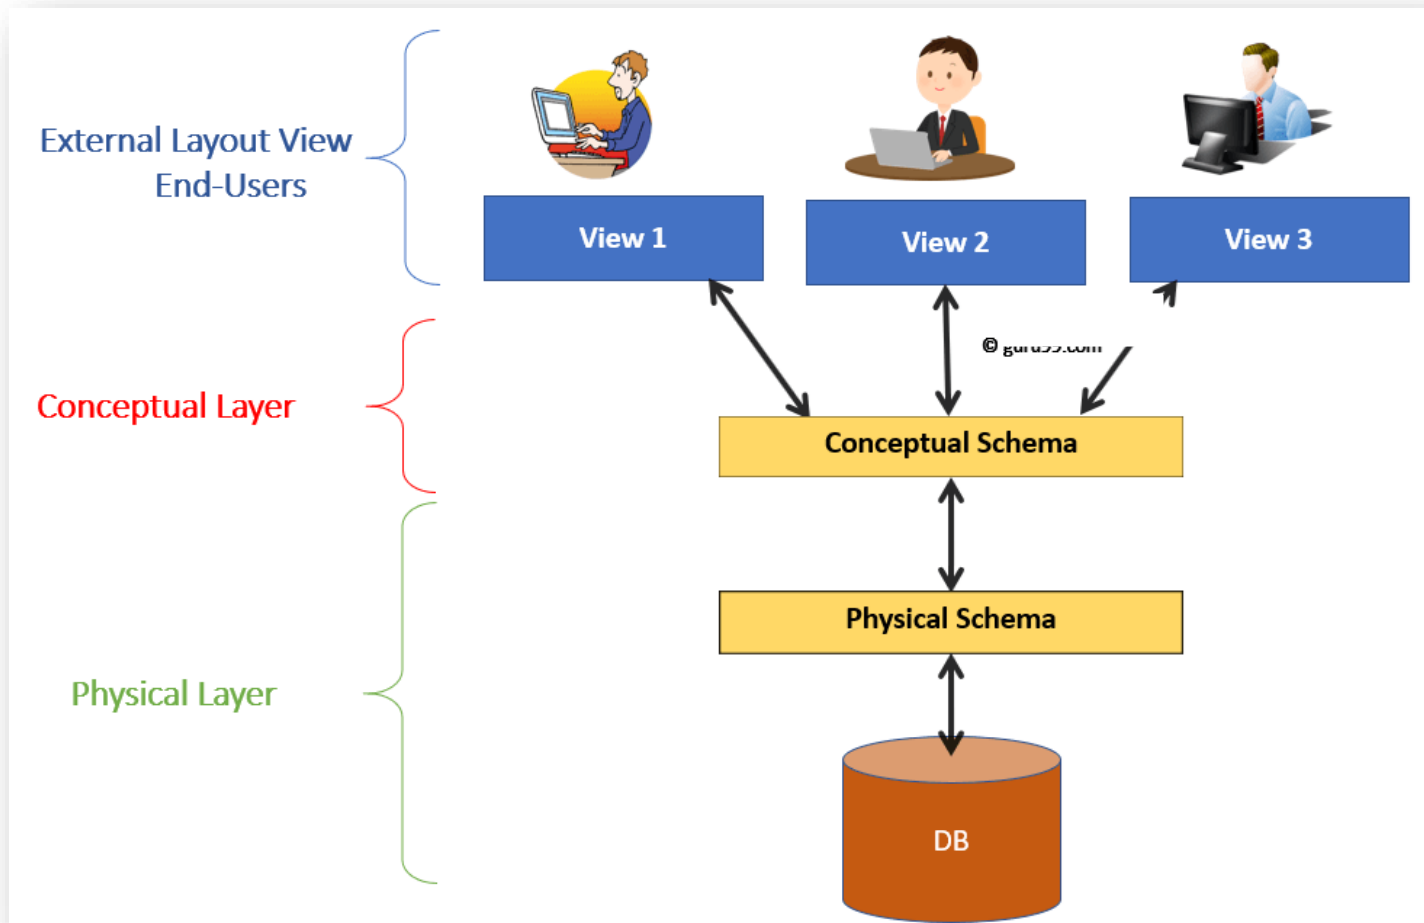 External Layout View
End-Users
View 1
View 2
View 3
©
Conceptual Layer
Conceptual Schema
Physical Schema
Physical Layer
DB